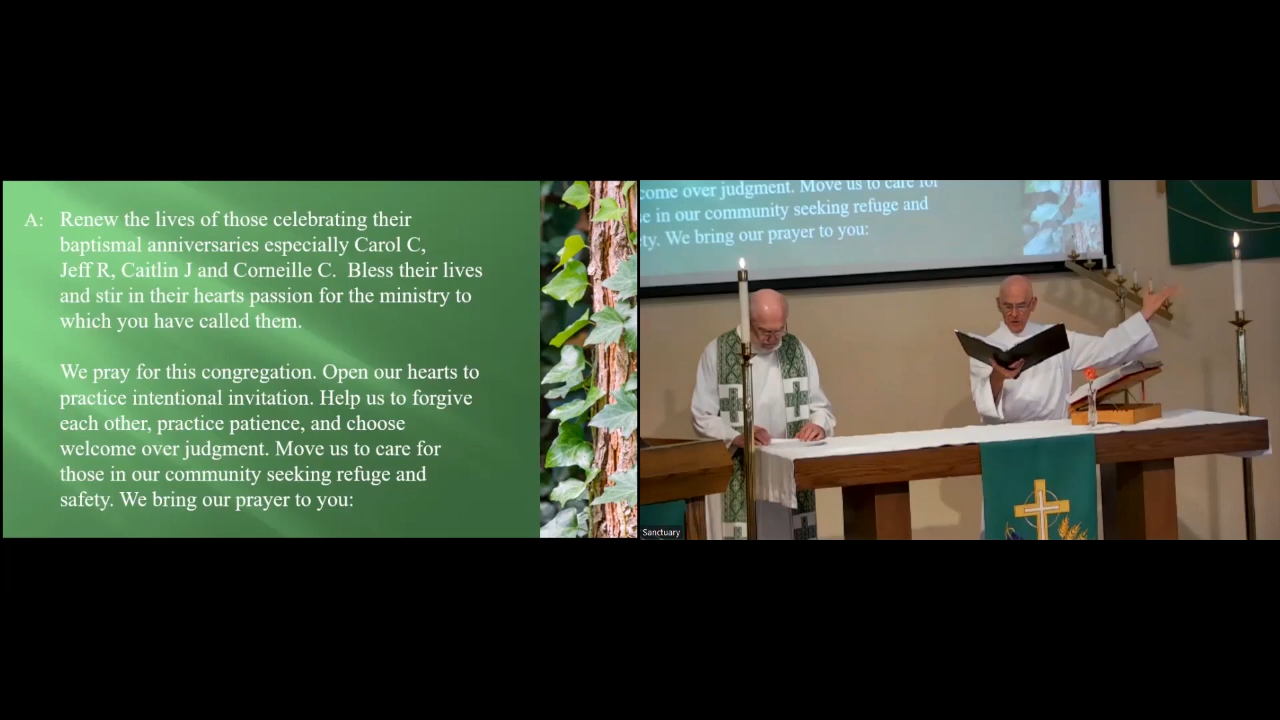 A: Renew the lives of those celebrating their
baptismal anniversaries especially Carol C,
Jeff R, Caitlin J and Corneille C. Bless their lives
and stir in their hearts passion for the ministry to
which you have called them.
We pray for this congregation. Open our hearts to
practice intentional invitation. Help us to forgive
each other, practice patience, and choose
welcome over judgment. Move us to care for
those in our community seeking refuge and
safety. We bring our prayer to you:
come over judgment. Move us to care for
e in our community seeking refuge and
ty. We bring our prayer to you:
Sanctuary